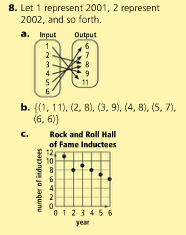 8. Let 1 represent 2001, 2 represent
2002, and so forth.
a. Input Output
1 6
2 7
3 8
4 9
5 11
6
b. {(1, 11), (2, 8), (3, 9), (4, 8), (5, 7),
(6, 6)}
c. Rock and Roll Hall
of Fame Inductees
number of inductees
12
10
8
6
4
2
0
0 1 2 3 4 5 6
year